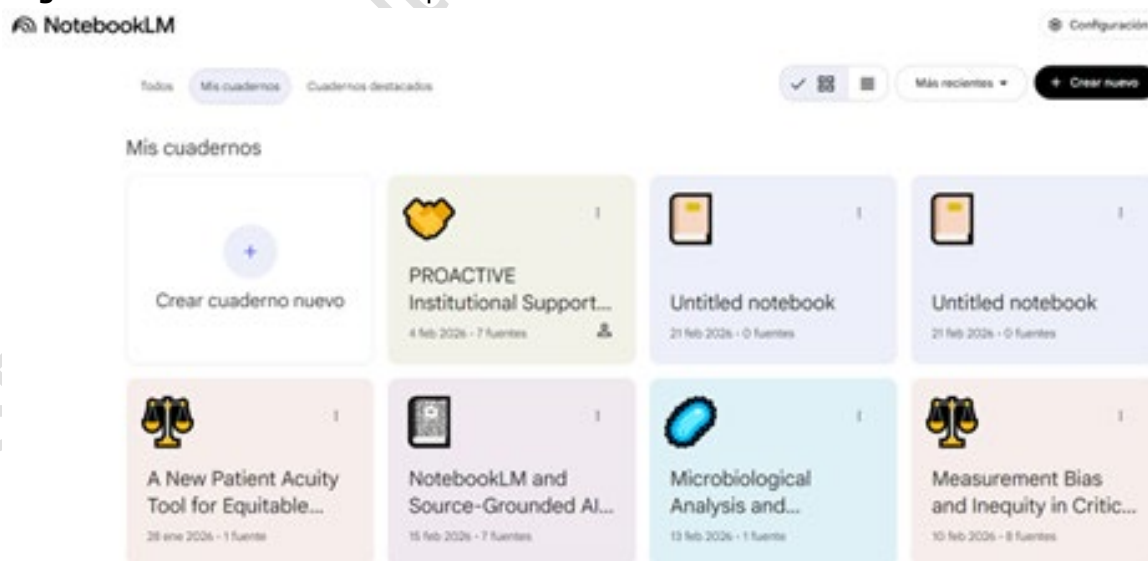 NotebookLM
Configuración
Todos
Mis cuadernos
Cuadernos destacados
Más recientes
+ Crear nuevo
Mis cuadernos
+
Crear cuaderno nuevo
PROACTIVE
Institutional Support...
4 feb 2026 - 7 fuentes
Untitled notebook
21 feb 2026 - 0 fuentes
Untitled notebook
21 feb 2026 - 0 fuentes
A New Patient Acuity
Tool for Equitable...
28 ene 2026 - 1 fuente
NotebookLM and
Source-Grounded AI...
15 feb 2026 - 7 fuentes
Microbiological
Analysis and...
13 feb 2026 - 1 fuente
Measurement Bias
and Inequity in Critic...
10 feb 2026 - 8 fuentes